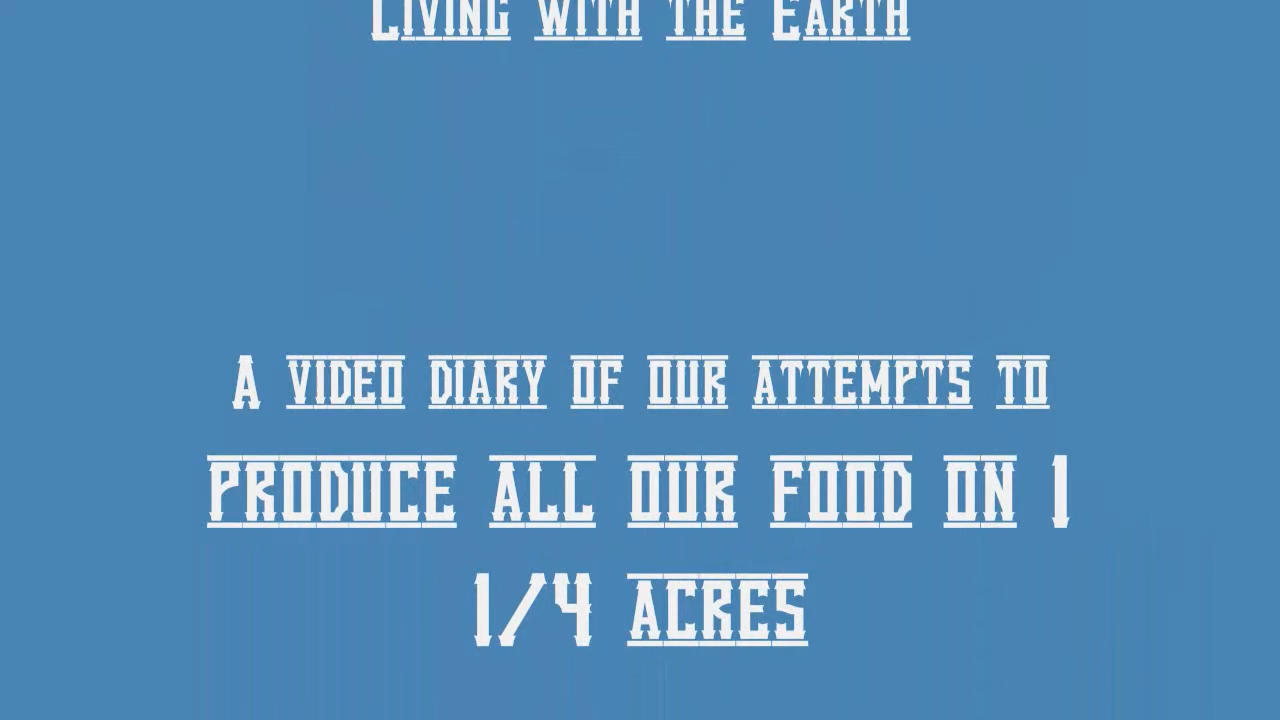 Living with the Earth
A video diary of our attempts to
produce all our food on 1
1/4 acres